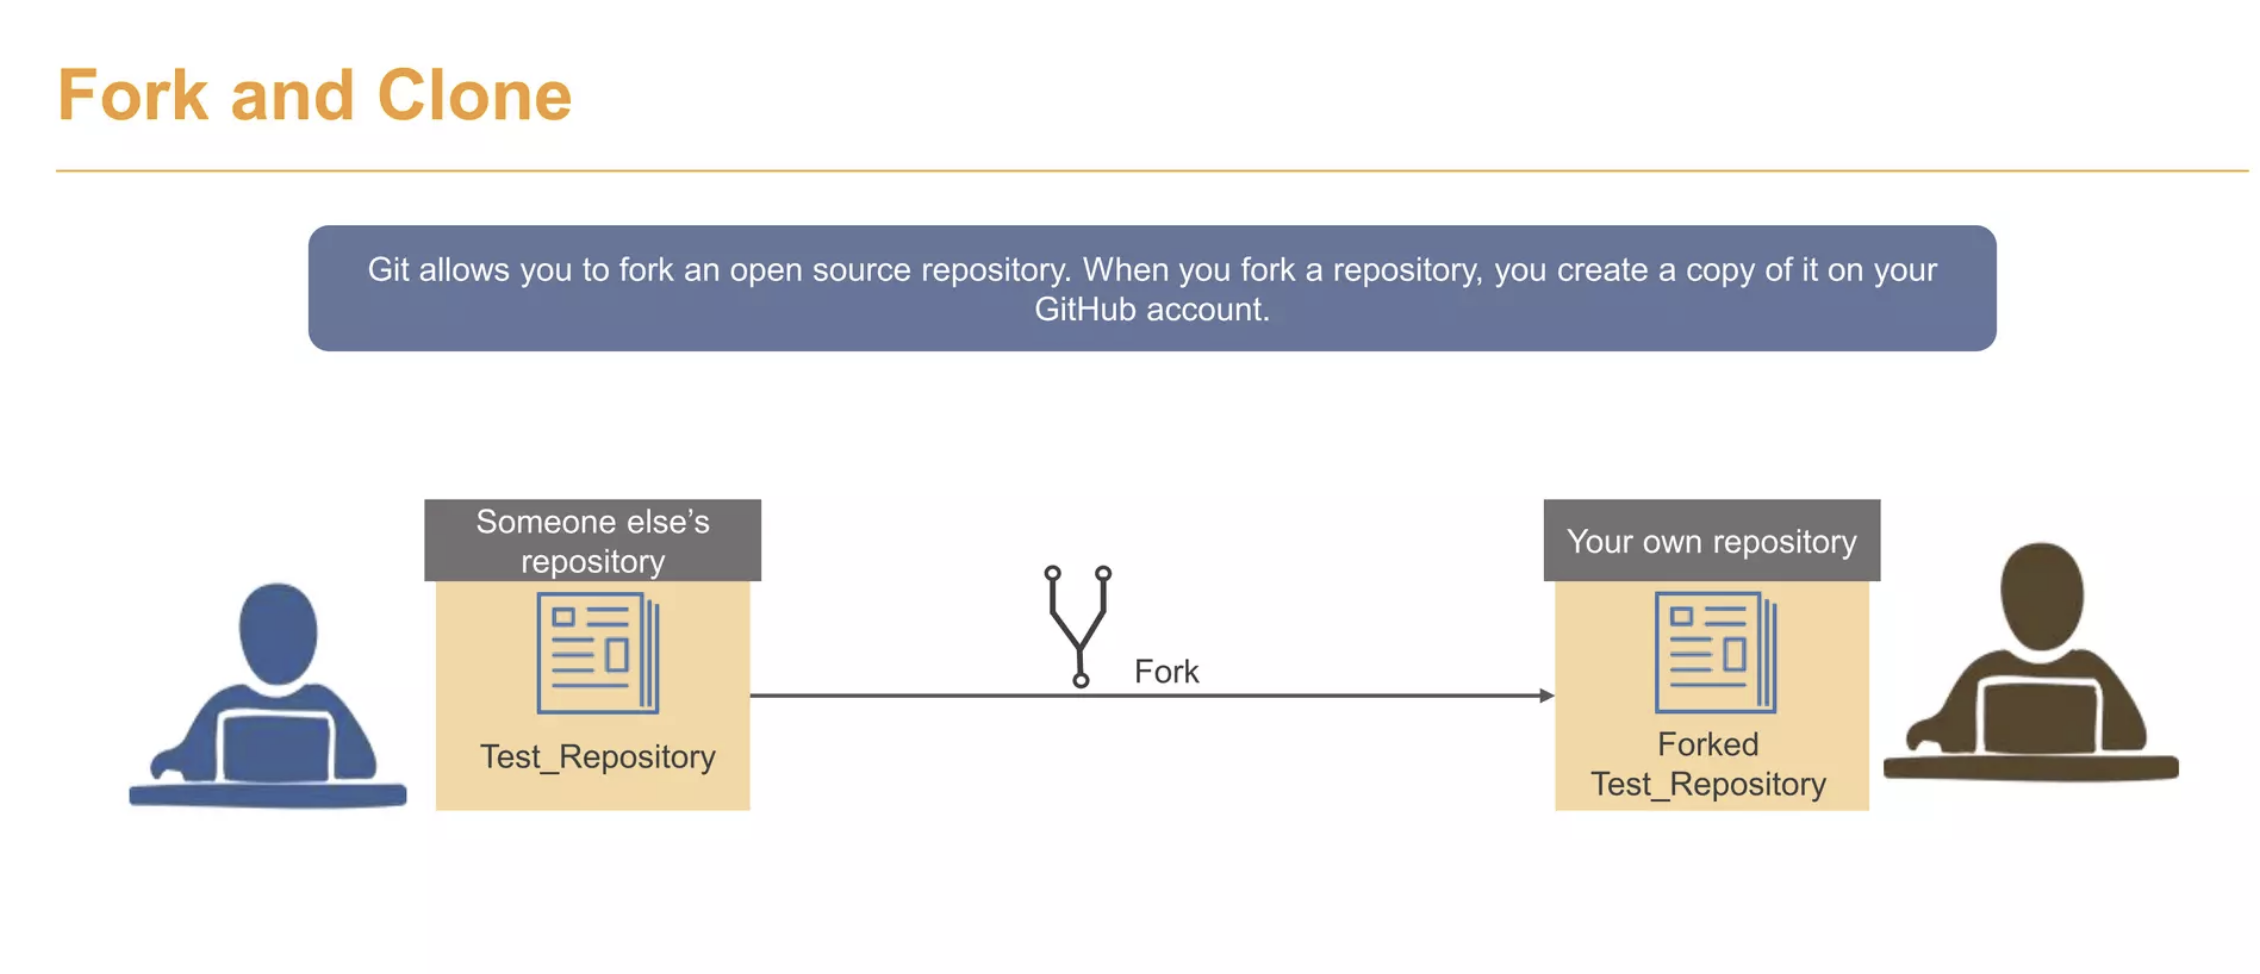 Fork and Clone
Git allows you to fork an open source repository. When you fork a repository, you create a copy of it on your
GitHub account.
Someone else’s
repository
Test_Repository
Fork
Your own repository
Forked
Test_Repository